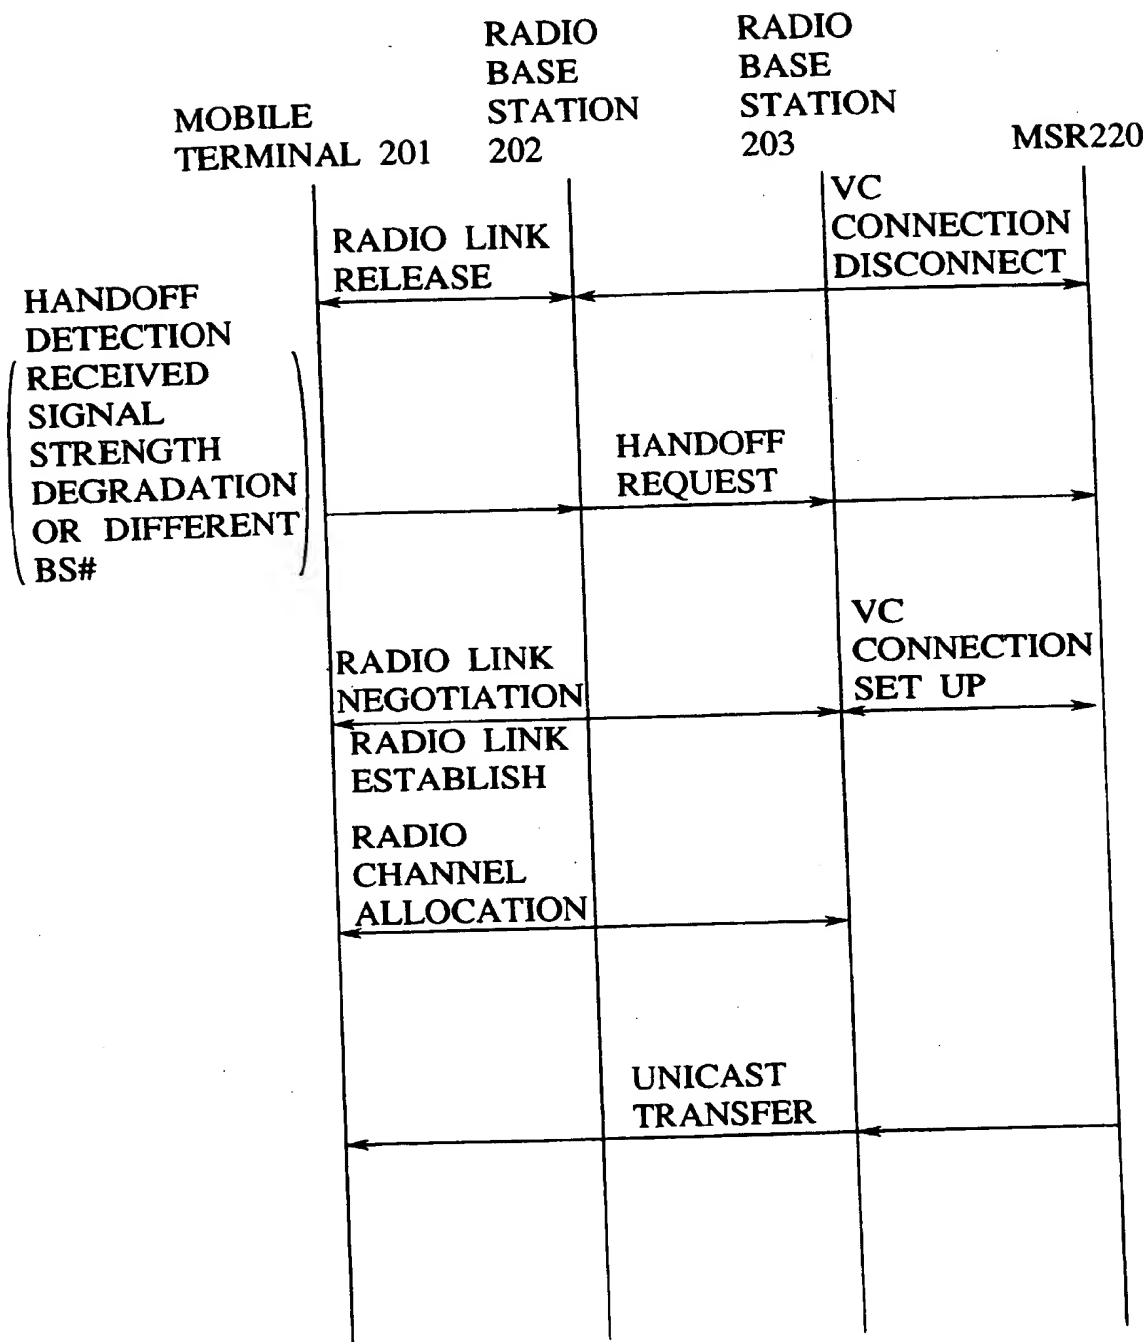 MOBILE
TERMINAL 201
RADIO
BASE
STATION
202
RADIO
BASE
STATION
203
MSR220
RADIO LINK
RELEASE
VC
CONNECTION
DISCONNECT
HANDOFF
DETECTION
RECEIVED
SIGNAL
STRENGTH
DEGRADATION
OR DIFFERENT
BS#
HANDOFF
REQUEST
RADIO LINK
NEGOTIATION
VC
CONNECTION
SET UP
RADIO LINK
ESTABLISH
RADIO
CHANNEL
ALLOCATION
UNICAST
TRANSFER